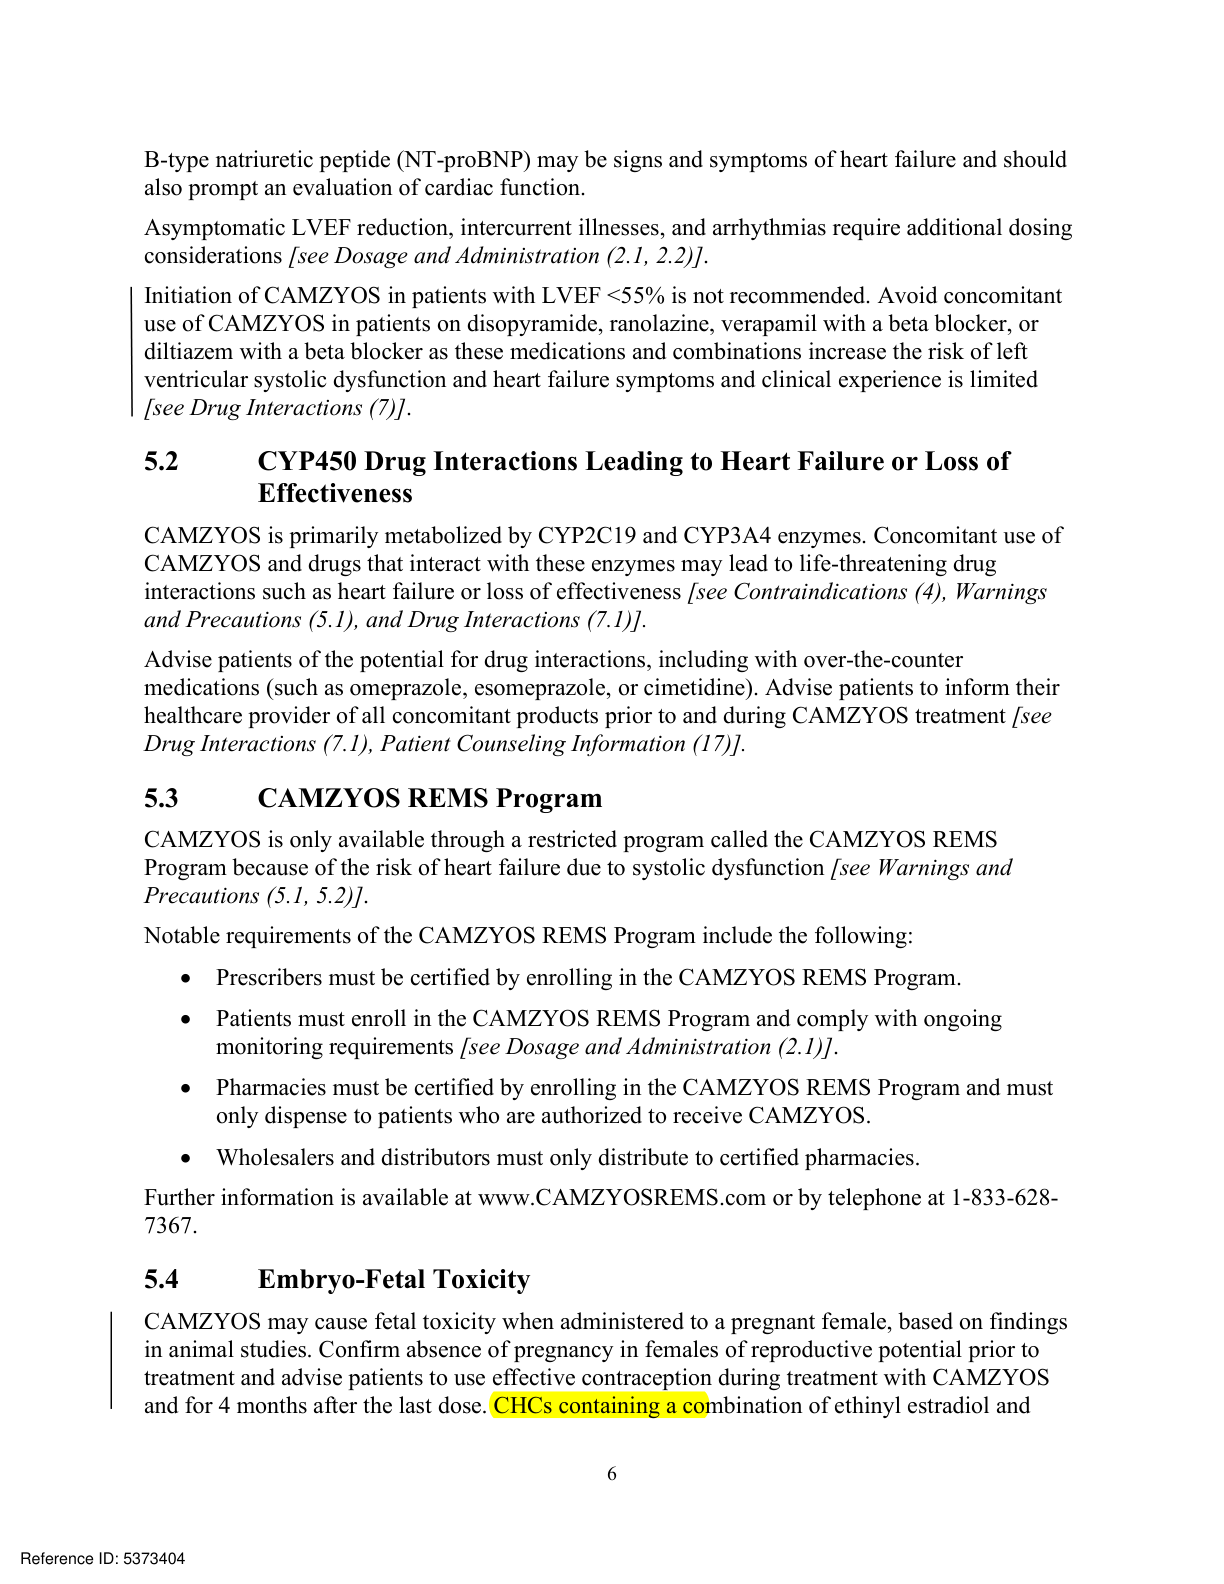 B-type natriuretic peptide (NT-proBNP) may be signs and symptoms of heart failure and should
also prompt an evaluation of cardiac function.
Asymptomatic LVEF reduction, intercurrent illnesses, and arrhythmias require additional dosing
considerations [see Dosage and Administration (2.1, 2.2)].
Initiation of CAMZYOS in patients with LVEF <55% is not recommended. Avoid concomitant
use of CAMZYOS in patients on disopyramide, ranolazine, verapamil with a beta blocker, or
diltiazem with a beta blocker as these medications and combinations increase the risk of left
ventricular systolic dysfunction and heart failure symptoms and clinical experience is limited
[see Drug Interactions (7)].
5.2 CYP450 Drug Interactions Leading to Heart Failure or Loss of
Effectiveness
CAMZYOS is primarily metabolized by CYP2C19 and CYP3A4 enzymes. Concomitant use of
CAMZYOS and drugs that interact with these enzymes may lead to life-threatening drug
interactions such as heart failure or loss of effectiveness [see Contraindications (4), Warnings
and Precautions (5.1), and Drug Interactions (7.1)].
Advise patients of the potential for drug interactions, including with over-the-counter
medications (such as omeprazole, esomeprazole, or cimetidine). Advise patients to inform their
healthcare provider of all concomitant products prior to and during CAMZYOS treatment [see
Drug Interactions (7.1), Patient Counseling Information (17)].
5.3 CAMZYOS REMS Program
CAMZYOS is only available through a restricted program called the CAMZYOS REMS
Program because of the risk of heart failure due to systolic dysfunction [see Warnings and
Precautions (5.1, 5.2)].
Notable requirements of the CAMZYOS REMS Program include the following:
• Prescribers must be certified by enrolling in the CAMZYOS REMS Program.
• Patients must enroll in the CAMZYOS REMS Program and comply with ongoing
monitoring requirements [see Dosage and Administration (2.1)].
• Pharmacies must be certified by enrolling in the CAMZYOS REMS Program and must
only dispense to patients who are authorized to receive CAMZYOS.
• Wholesalers and distributors must only distribute to certified pharmacies.
Further information is available at www.CAMZYOSREMS.com or by telephone at 1-833-628-
7367.
5.4 Embryo-Fetal Toxicity
CAMZYOS may cause fetal toxicity when administered to a pregnant female, based on findings
in animal studies. Confirm absence of pregnancy in females of reproductive potential prior to
treatment and advise patients to use effective contraception during treatment with CAMZYOS
and for 4 months after the last dose. CHCs containing a combination of ethinyl estradiol and
6
Reference ID: 5373404